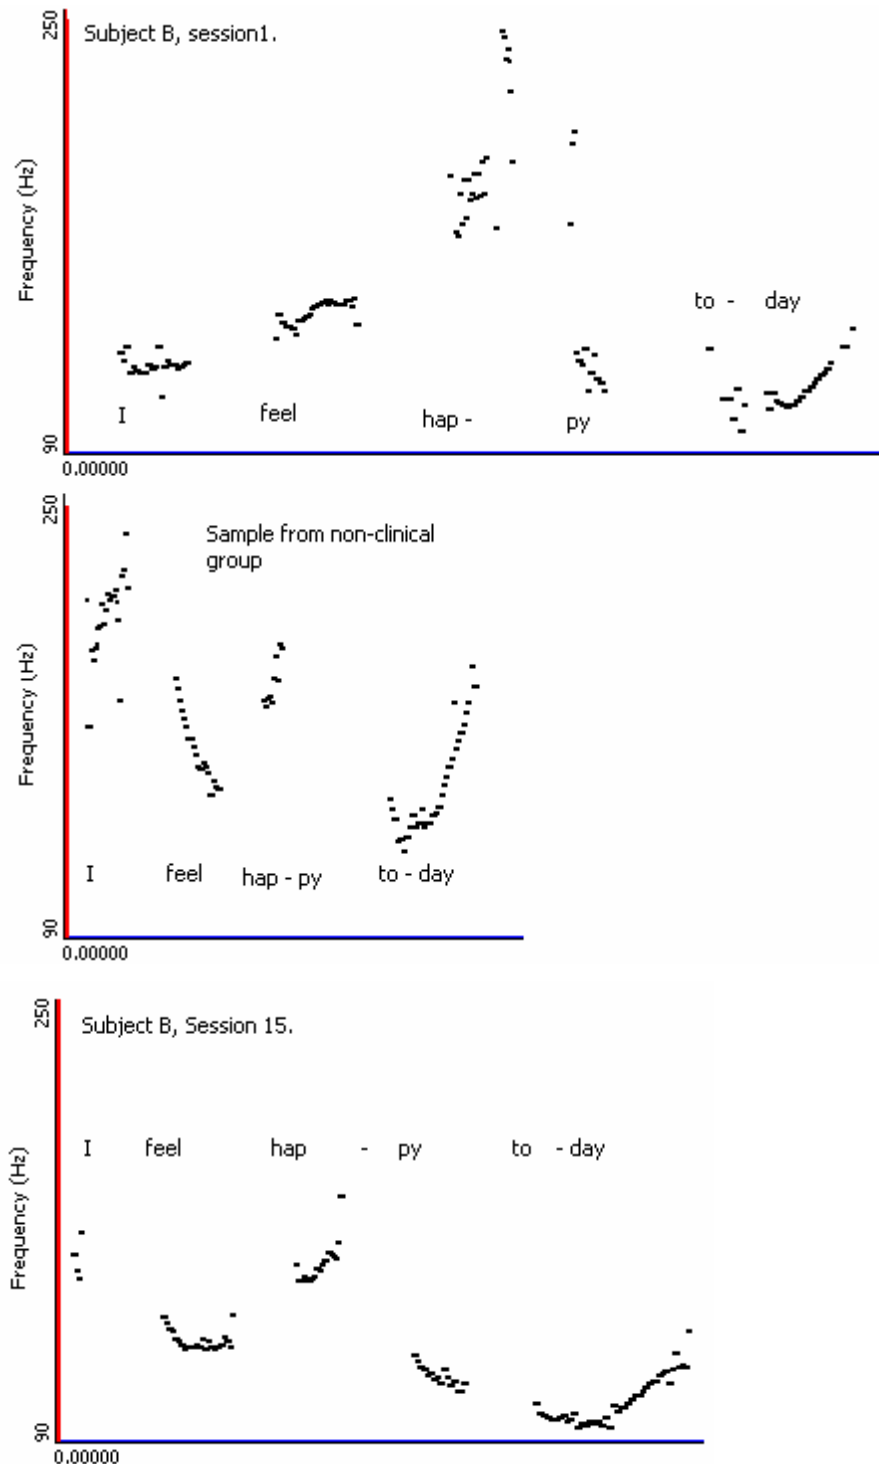 250
Subject B, session1.
Frequency (Hz)
to - day
I feel hap - py
90
0.00000
250
Sample from non-clinical
group
Frequency (Hz)
I feel hap - py to - day
90
0.00000
250
Subject B, Session 15.
I feel hap - py to - day
Frequency (Hz)
90
0.00000